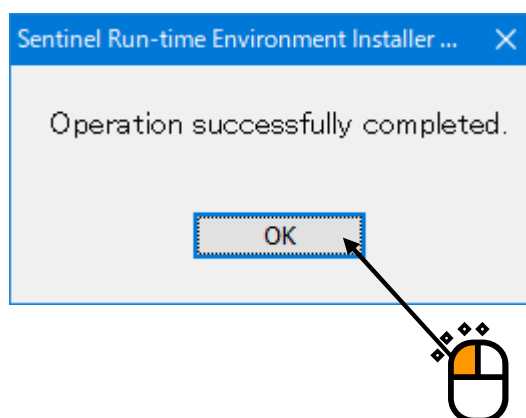 Sentinel Run-time Environment Installer ...
Operation successfully completed.
OK